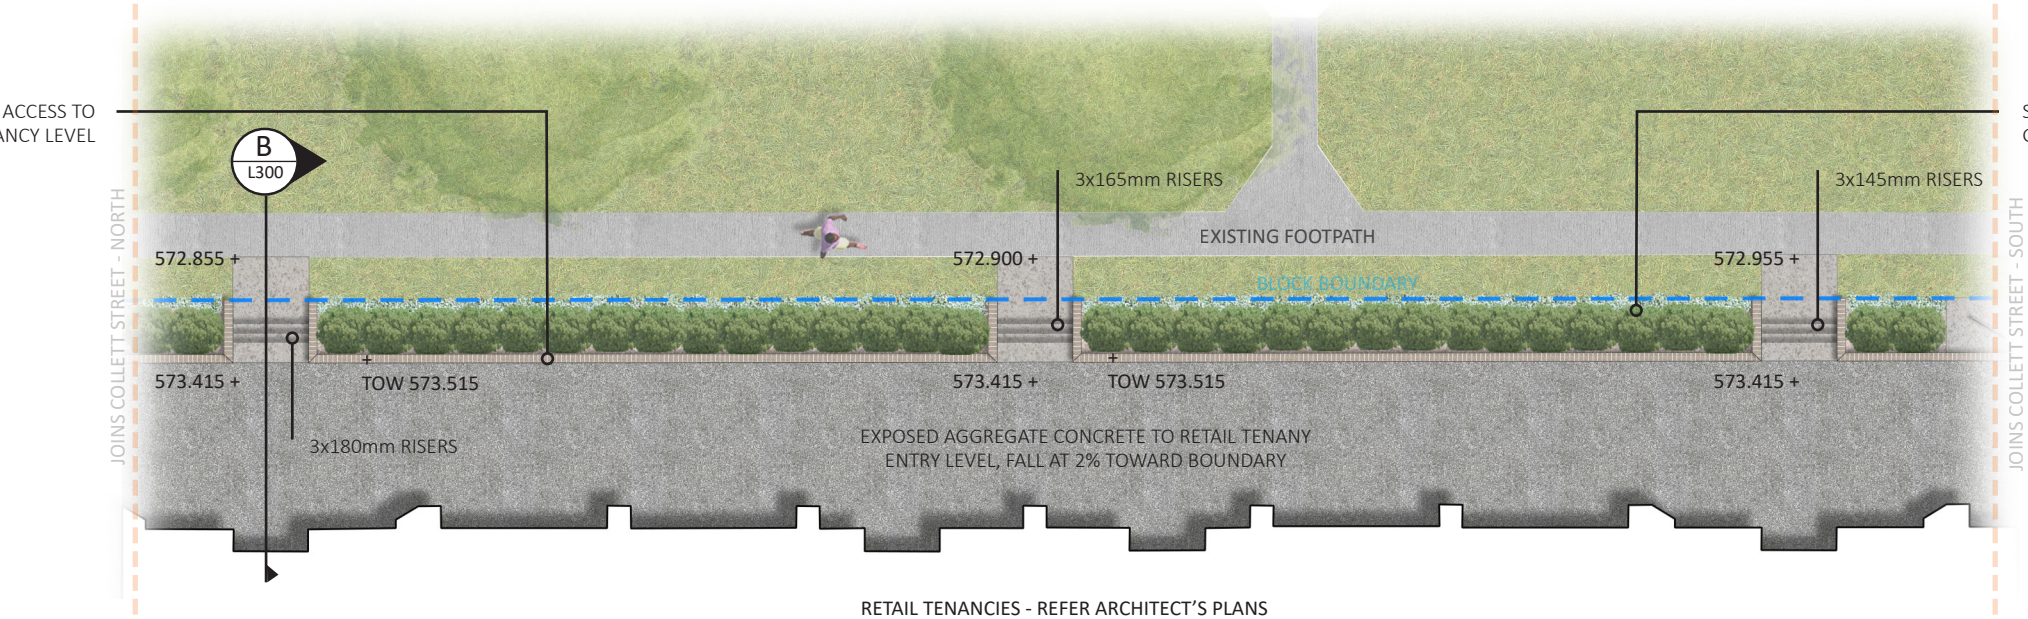 ACCESS TO
ANCY LEVEL
B
L300
3x165mm RISERS
3x145mm RISERS
JOINS COLLETT STREET - NORTH
JOINS COLLETT STREET - SOUTH
EXISTING FOOTPATH
572.855 +
572.900 +
572.955 +
BLOCK BOUNDARY
573.415 +
TOW 573.515
573.415 +
TOW 573.515
573.415 +
3x180mm RISERS
EXPOSED AGGREGATE CONCRETE TO RETAIL TENANY
ENTRY LEVEL, FALL AT 2% TOWARD BOUNDARY
RETAIL TENANCIES - REFER ARCHITECT'S PLANS